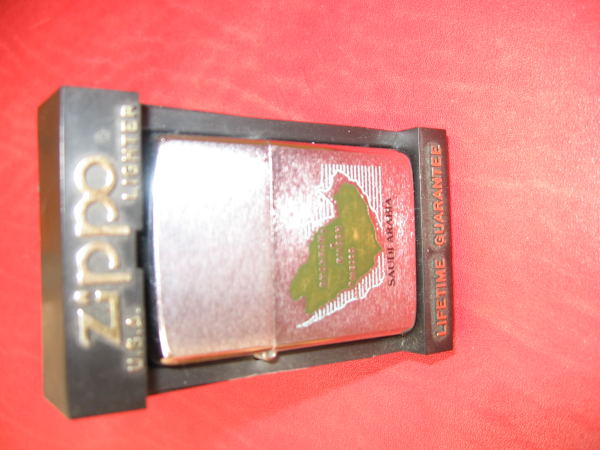 Zippo
U.S.A. LIGHTER
SAUDI ARABIA
LIFETIME GUARANTEE